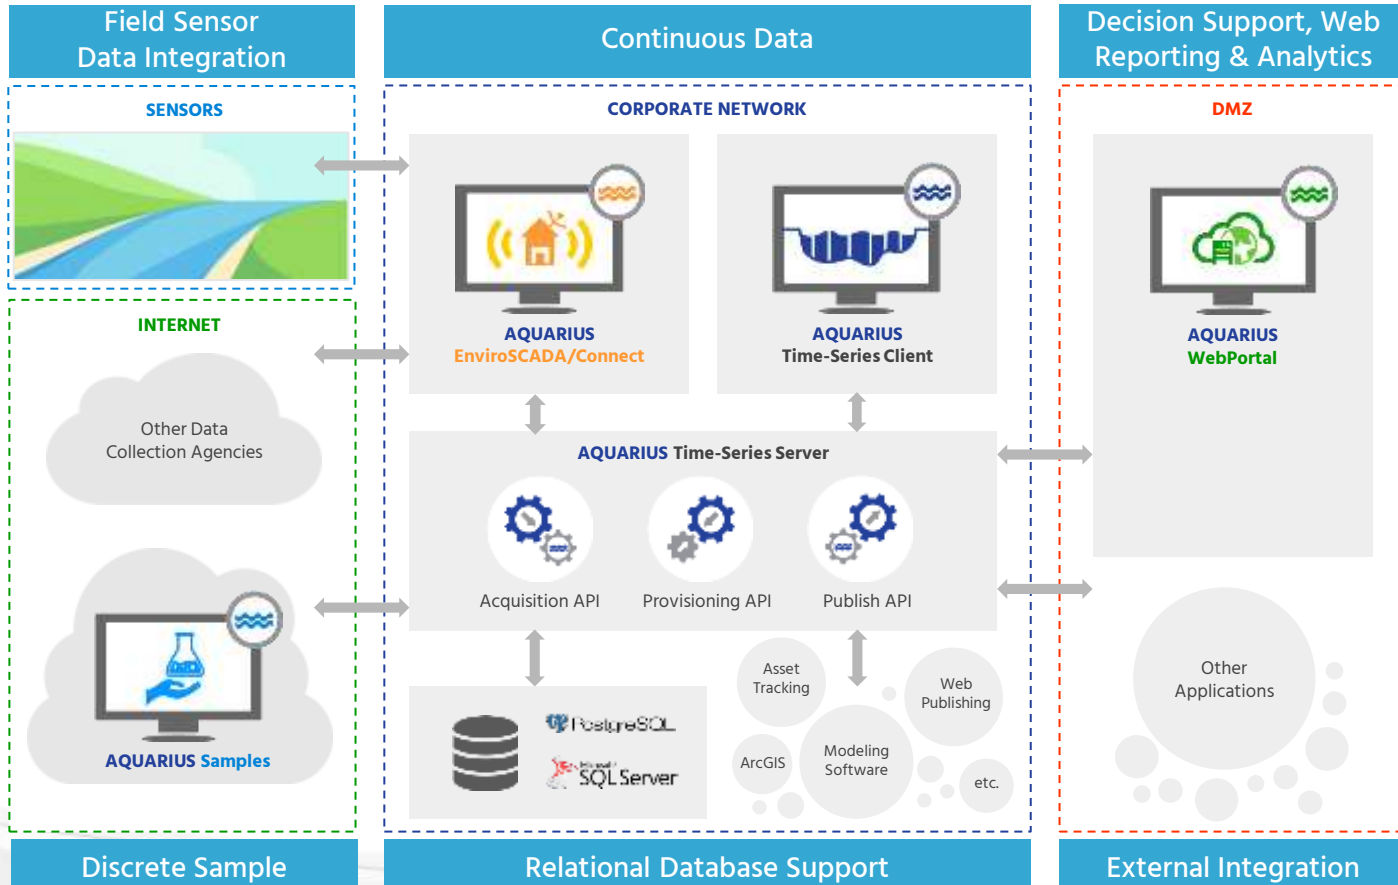 Field Sensor
Data Integration
Continuous Data
Decision Support, Web
Reporting & Analytics
SENSORS
CORPORATE NETWORK
DMZ
AQUARIUS
EnviroSCADA/Connect
AQUARIUS
Time-Series Client
AQUARIUS
WebPortal
INTERNET
Other Data
Collection Agencies
AQUARIUS Time-Series Server
Acquisition API
Provisioning API
Publish API
AQUARIUS Samples
PostgreSQL
Microsoft
SQL Server
Asset
Tracking
Web
Publishing
ArcGIS
Modeling
Software
etc.
Other
Applications
Discrete Sample
Relational Database Support
External Integration